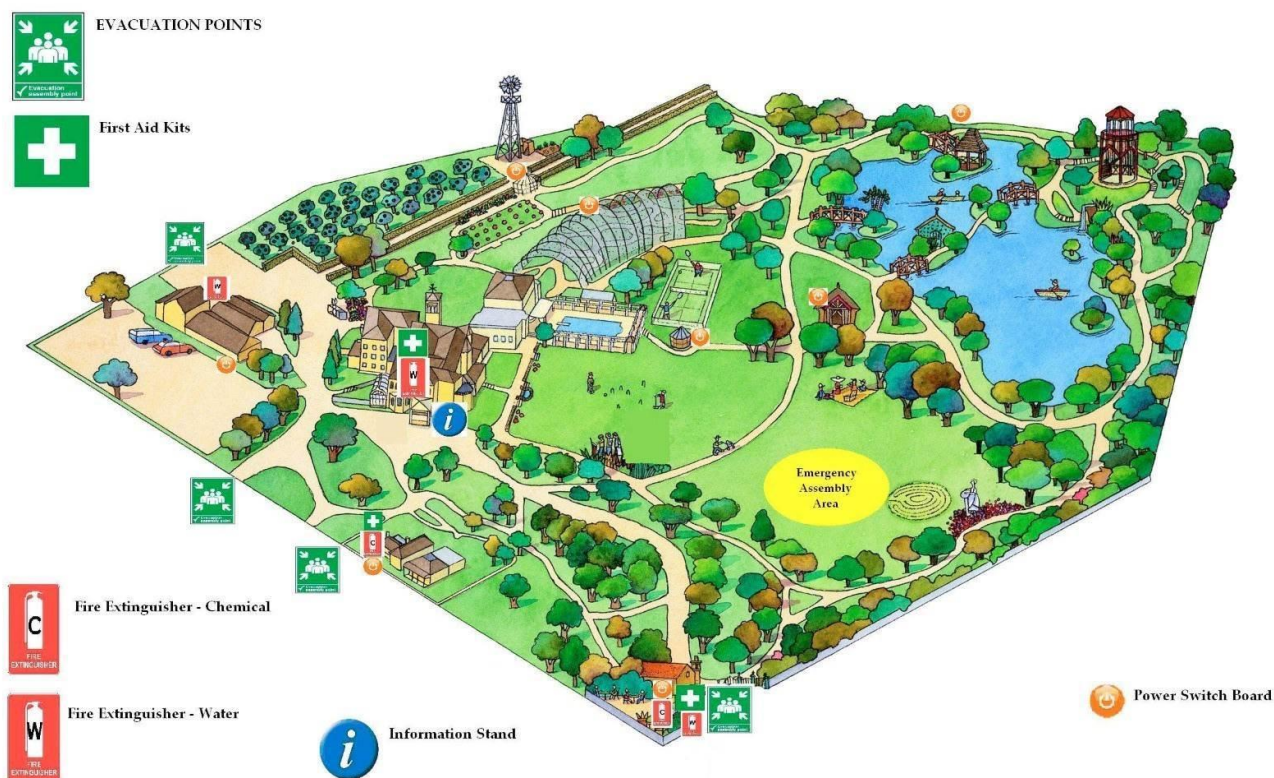 EVACUATION POINTS
Evacuation
assembly point
First Aid Kits
W
W
Emergency
Assembly
Area
i
C
C
FIRE
EXTINGUISHER
Fire Extinguisher - Chemical
C
W
W
FIRE
EXTINGUISHER
Fire Extinguisher - Water
i
Information Stand
Power Switch Board